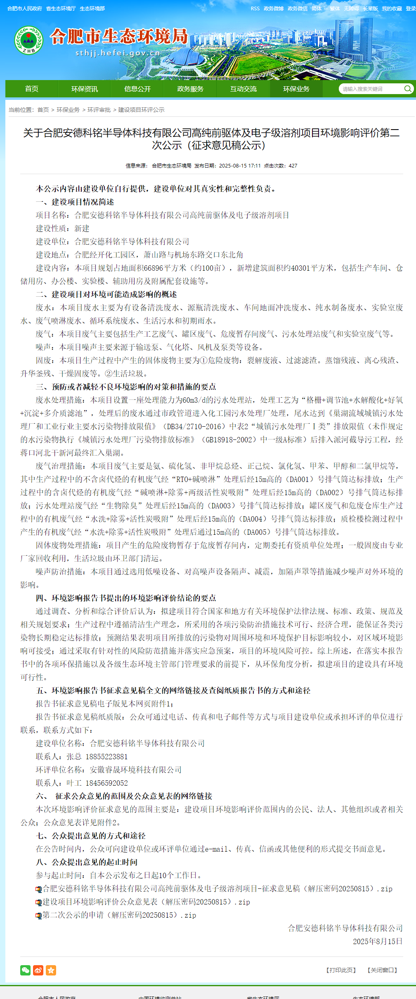 合肥市人民政府 省生态环境厅 生态环境部
RSS 政务微博 政务微信 简体 -- 繁体 无障碍 长辈版 我的收藏 登录
合肥市生态环境局
sthjj.hefei.gov.cn
ZHB
首页 环保资讯 信息公开 政务服务 互动交流 环保业务
请输入搜索关键词
当前位置：首页 > 环保业务 > 环评审批 > 建设项目环评公示
关于合肥安德科铭半导体科技有限公司高纯前驱体及电子级溶剂项目环境影响评价第二
次公示（征求意见稿公示）
信息来源： 合肥市生态环境局 发布日期：2025-08-15 17:11 点击次数：427
本公示内容由建设单位自行提供，建设单位对其真实性和完整性负责。
一、建设项目情况简述
项目名称：合肥安德科铭半导体科技有限公司高纯前驱体及电子级溶剂项目
建设性质：新建
建设单位：合肥安德科铭半导体科技有限公司
建设地点：合肥经开化工园区，萧山路与机场东路交口东北角
建设内容：本项目规划占地面积66896平方米（约100亩），新增建筑面积约40301平方米，包括生产车间、仓
储用房、办公楼、实验楼、辅助用房及附属配套设施等。
二、建设项目对环境可能造成影响的概述
废水：本项目废水主要为有设备清洗废水、源瓶清洗废水、车间地面冲洗废水、纯水制备废水、实验室废
水、废气喷淋废水、循环系统废水、生活污水和初期雨水。
废气：本项目废气主要包括生产工艺废气、罐区废气、危废暂存间废气、污水处理站废气和实验室废气等。
噪声：本项目噪声主要来源于输送泵、气化塔、风机及泵类等设备。
固废：本项目生产过程中产生的固体废物主要为①危险废物：裂解废液、过滤滤渣。蒸馏残液、离心残渣、
升华釜残、干燥固废等。②生活垃圾。
三、预防或者减轻不良环境影响的对策和措施的要点
废水处理措施：本项目设置一座处理能力为60m3/d的污水处理站，处理工艺为“格栅+调节池+水解酸化+好氧
+沉淀+多介质滤池”，处理后的废水通过市政管道进入化工园污水处理厂处理，尾水达到《巢湖流域城镇污水处
理厂和工业行业主要水污染物排放限值》（DB34/2710-2016）中表2“城镇污水处理厂Ⅰ类”排放限值（未作规定
的水污染物执行《城镇污水处理厂污染物排放标准》（GB18918-2002）中一级A标准）后排入派河截导污工程，经
蒋口河北干新河最终汇入巢湖。
废气治理措施：本项目废气主要是氨、硫化氢、非甲烷总烃、正己烷、氯化氢、甲苯、甲醇和二氯甲烷等，
其中生产过程中的不含卤代烃的有机废气经“RTO+碱喷淋”处理后经15m高的（DA001）号排气筒达标排放；生产
过程中的含卤代烃的有机废气经“碱喷淋+除雾+两级活性炭吸附”处理后经15m高的（DA002）号排气筒达标排
放；污水处理站废气经“生物除臭”处理后经15m高的（DA003）号排气筒达标排放；罐区废气和危废仓库生产过
程中的有机废气经“水洗+除雾+活性炭吸附”处理后经15m高的（DA004）号排气筒达标排放；质检楼检测过程中
产生的有机废气经“水洗+除雾+活性炭吸附”处理后通过15m高的（DA005）号排气筒达标排放。
固体废物处理措施：项目产生的危险废物暂存于危废暂存间内，定期委托有资质单位处理；一般固废由专业
厂家回收利用，生活垃圾由环卫部门清运。
噪声防治措施：本项目通过选用低噪设备、对高噪声设备隔声、减震，加隔声罩等措施减少噪声对外环境的
影响。
四、环境影响报告书提出的环境影响评价结论的要点
通过调查、分析和综合评价后认为：拟建项目符合国家和地方有关环境保护法律法规、标准、政策、规范及
相关规划要求；生产过程中遵循清洁生产理念，所采用的各项污染防治措施技术可行、经济合理，能保证各类污
染物长期稳定达标排放；预测结果表明项目所排放的污染物对周围环境和环境保护目标影响较小，对区域环境影
响可接受；通过采取有针对性的风险防范措施并落实应急预案，项目的环境风险可控。综上所述，在落实本报告
书中的各项环保措施以及各级生态环境主管部门管理要求的前提下，从环保角度分析，拟建项目的建设具有环境
可行性。
五、环境影响报告书征求意见稿全文的网络链接及查阅纸质报告书的方式和途径
报告书征求意见稿电子版见本网页附件1；
报告书征求意见稿纸质版：公众可通过电话、传真和电子邮件等方式与项目建设单位或承担环评的单位进行
联系，联系方式如下：
建设单位名称：合肥安德科铭半导体科技有限公司
联系人：张总 18855223881
环评单位名称：安徽睿晟环境科技有限公司
联系人：叶工 18456592052
六、 征求公众意见的范围及公众意见表的网络链接
本次环境影响评价征求意见的范围主要是：建设项目环境影响评价范围内的公民、法人、其他组织或者相关
公众；公众意见表详见附件2。
七、公众提出意见的方式和途径
在公告时间内，公众可向建设单位或环评单位通过e-mail、传真、信函或其他便利的形式提交书面意见。
八、公众提出意见的起止时间
参与起止时间：自本公示发布之日起10个工作日。
合肥安德科铭半导体科技有限公司高纯前驱体及电子级溶剂项目-征求意见稿（解压密码20250815）.zip
建设项目环境影响评价公众意见表（解压密码20250815）.zip
第二次公示的申请（解压密码20250815）.zip
合肥安德科铭半导体科技有限公司
2025年8月15日
【打印此页】 【关闭窗口】
合肥市人民政府 中国环境监测总站 省生态环境厅 生态环境部